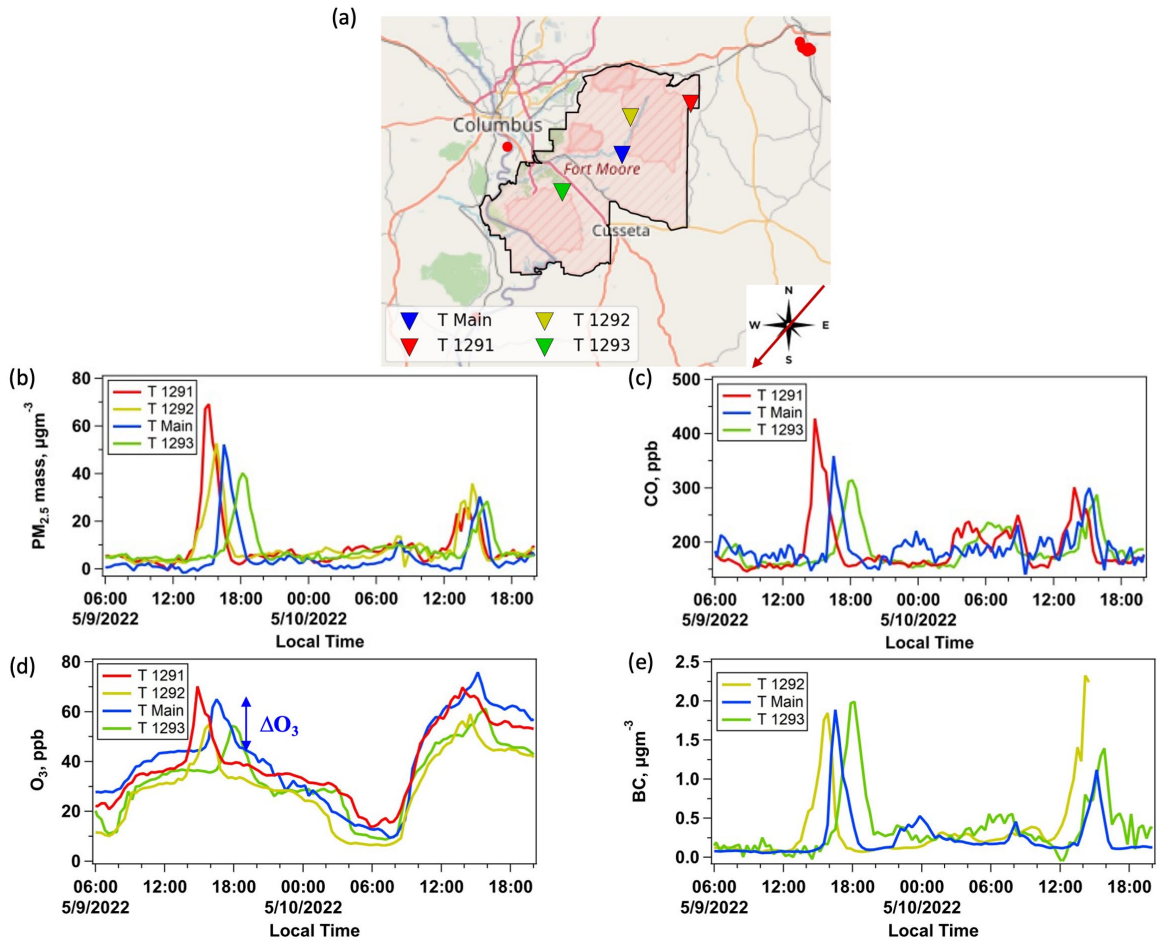 (a)
Columbus
Fort Moore
Cusseta
T Main
T 1292
T 1291
T 1293
N
W
E
S
(b)
PM2.5 mass, µgm⁻³
80
60
40
20
0
T 1291
T 1292
T Main
T 1293
06:00 12:00 18:00 00:00 06:00 12:00 18:00
5/9/2022 5/10/2022
Local Time
(c)
CO, ppb
500
400
300
200
T 1291
T Main
T 1293
06:00 12:00 18:00 00:00 06:00 12:00 18:00
5/9/2022 5/10/2022
Local Time
(d)
O₃, ppb
80
60
40
20
0
T 1291
T 1292
T Main
T 1293
ΔO₃
06:00 12:00 18:00 00:00 06:00 12:00 18:00
5/9/2022 5/10/2022
Local Time
(e)
BC, µgm⁻³
2.5
2.0
1.5
1.0
0.5
0.0
T 1292
T Main
T 1293
06:00 12:00 18:00 00:00 06:00 12:00 18:00
5/9/2022 5/10/2022
Local Time